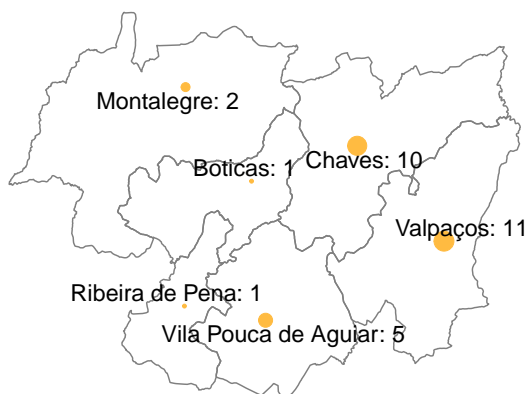 Montalegre: 2
Boticas: 1
Chaves: 10
Valpaços: 11
Ribeira de Pena: 1
Vila Pouca de Aguiar: 5